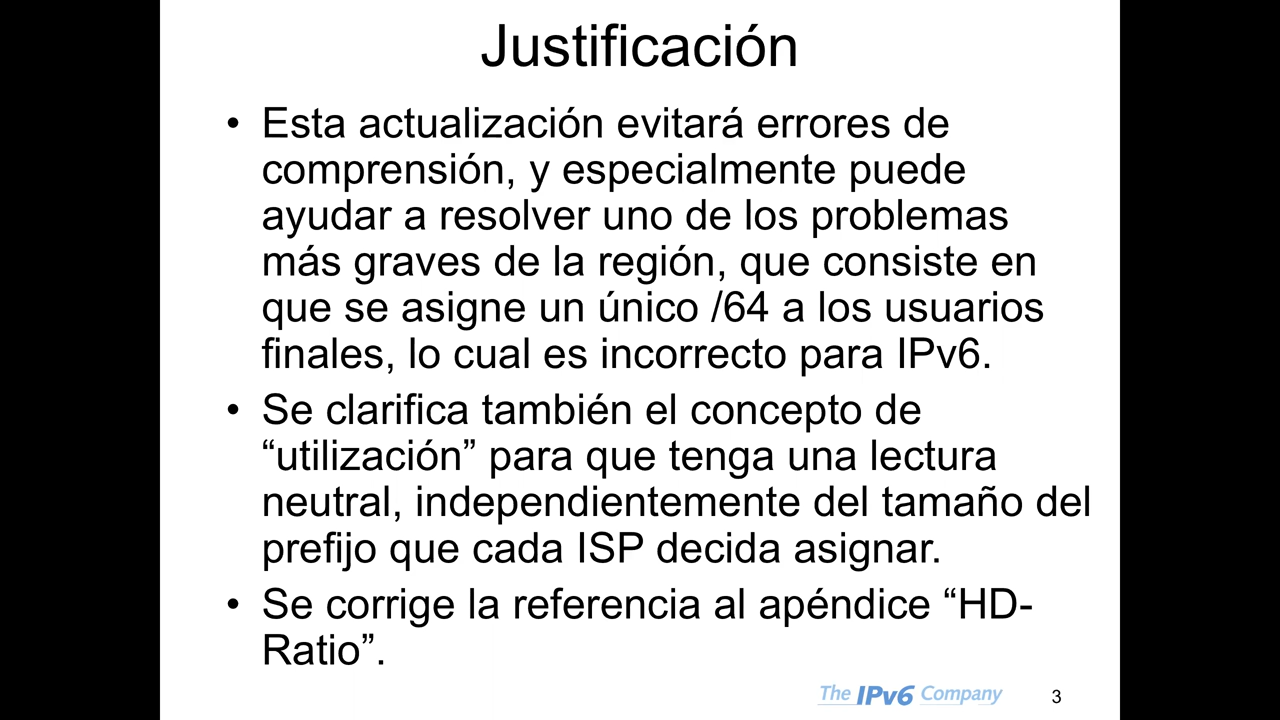 Justificación
• Esta actualización evitará errores de
comprensión, y especialmente puede
ayudar a resolver uno de los problemas
más graves de la región, que consiste en
que se asigne un único /64 a los usuarios
finales, lo cual es incorrecto para IPv6.
• Se clarifica también el concepto de
“utilización” para que tenga una lectura
neutral, independientemente del tamaño del
prefijo que cada ISP decida asignar.
• Se corrige la referencia al apéndice “HD-
Ratio”.
The IPv6 Company
3